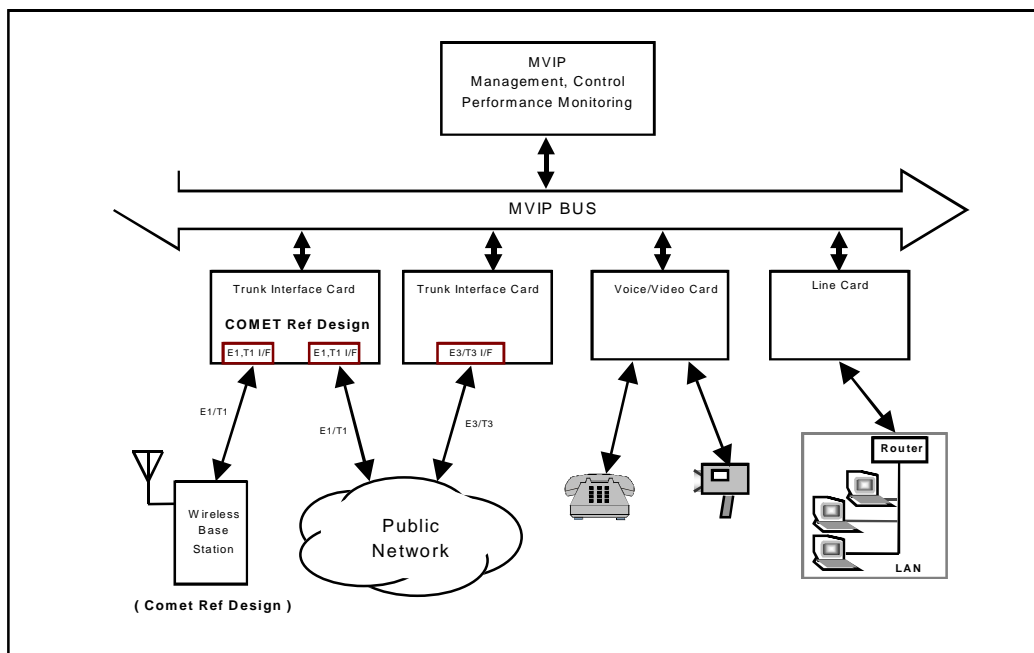 MVIP
Management, Control
Performance Monitoring
MVIP BUS
Trunk Interface Card
COMET Ref Design
E1,T1 I/F
E1,T1 I/F
Trunk Interface Card
E3/T3 I/F
Voice/Video Card
Line Card
E1/T1
E1/T1
E3/T3
Wireless
Base
Station
( Comet Ref Design )
Public
Network
Router
LAN